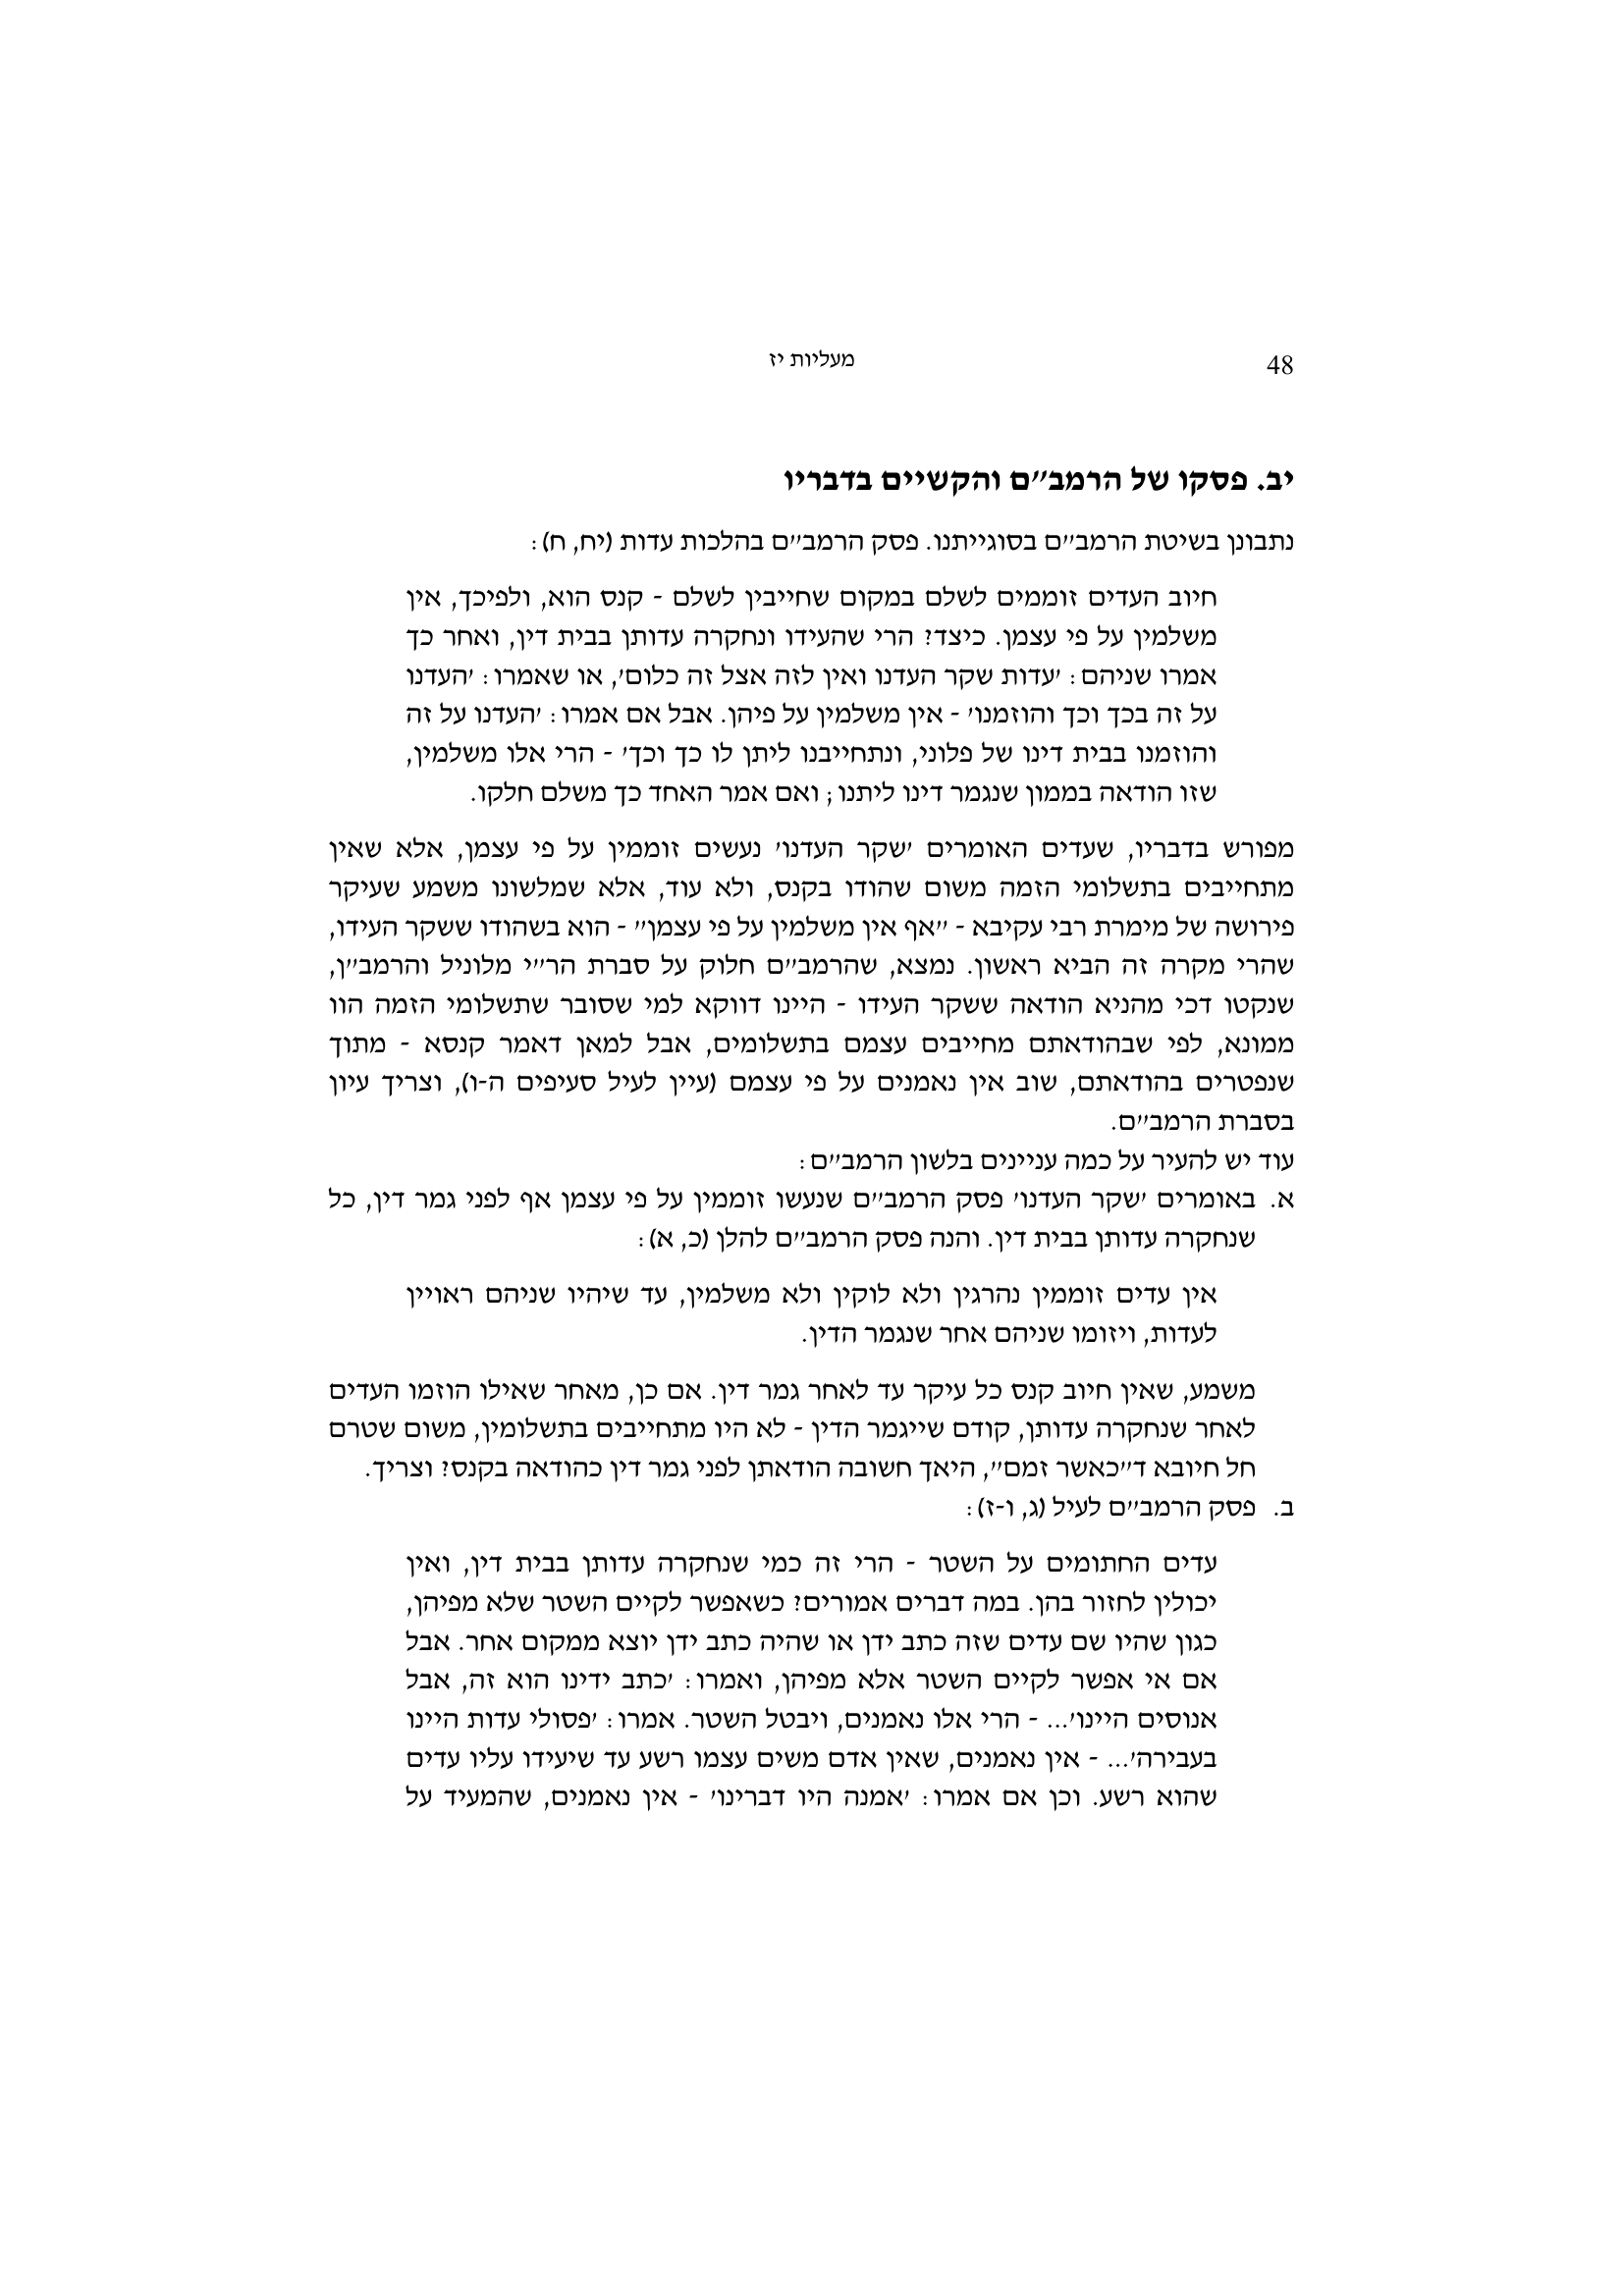 48
מעליות יז
יב. פסקו של הרמב״ם והקשיים בדבריו
נתבונן בשיטת הרמב״ם בסוגייתנו. פסק הרמב״ם בהלכות עדות (יח, ח):
חיוב העדים זוממים לשלם במקום שחייבין לשלם - קנס הוא, ולפיכך, אין
משלמין על פי עצמן. כיצד? הרי שהעידו ונחקרה עדותן בבית דין, ואחר כך
אמרו שניהם: ׳עדות שקר העדנו ואין לזה אצל זה כלום׳, או שאמרו: ׳העדנו
על זה בכך וכך והוזמנו׳ - אין משלמין על פיהן. אבל אם אמרו: ׳העדנו על זה
והוזמנו בבית דינו של פלוני, ונתחייבנו ליתן לו כך וכך׳ - הרי אלו משלמין,
שזו הודאה בממון שנגמר דינו ליתנו; ואם אמר האחד כך משלם חלקו.
מפורש בדבריו, שעדים האומרים ׳שקר העדנו׳ נעשים זוממין על פי עצמן, אלא שאין
מתחייבים בתשלומי הזמה משום שהודו בקנס, ולא עוד, אלא שמלשונו משמע שעיקר
פירושה של מימרת רבי עקיבא - ״אף אין משלמין על פי עצמן״ - הוא בשהודו ששקר העידו,
שהרי מקרה זה הביא ראשון. נמצא, שהרמב״ם חלוק על סברת הר״י מלוניל והרמב״ן,
שנקטו דכי מהניא הודאה ששקר העידו - היינו דווקא למי שסובר שתשלומי הזמה הוו
ממונא, לפי שבהודאתם מחייבים עצמם בתשלומים, אבל למאן דאמר קנסא - מתוך
שנפטרים בהודאתם, שוב אין נאמנים על פי עצמם (עיין לעיל סעיפים ה-ו), וצריך עיון
בסברת הרמב״ם.
עוד יש להעיר על כמה עניינים בלשון הרמב״ם:
א. באומרים ׳שקר העדנו׳ פסק הרמב״ם שנעשו זוממין על פי עצמן אף לפני גמר דין, כל
שנחקרה עדותן בבית דין. והנה פסק הרמב״ם להלן (כ, א):
אין עדים זוממין נהרגין ולא לוקין ולא משלמין, עד שיהיו שניהם ראויין
לעדות, ויזומו שניהם אחר שנגמר הדין.
משמע, שאין חיוב קנס כל עיקר עד לאחר גמר דין. אם כן, מאחר שאילו הוזמו העדים
לאחר שנחקרה עדותן, קודם שייגמר הדין - לא היו מתחייבים בתשלומין, משום שטרם
חל חיובא ד״כאשר זמם״, היאך חשובה הודאתן לפני גמר דין כהודאה בקנס? וצריך.
ב. פסק הרמב״ם לעיל (ג, ו-ז):
עדים החתומים על השטר - הרי זה כמי שנחקרה עדותן בבית דין, ואין
יכולין לחזור בהן. במה דברים אמורים? כשאפשר לקיים השטר שלא מפיהן,
כגון שהיו שם עדים שזה כתב ידן או שהיה כתב ידן יוצא ממקום אחר. אבל
אם אי אפשר לקיים השטר אלא מפיהן, ואמרו: ׳כתב ידינו הוא זה, אבל
אנוסים היינו׳... - הרי אלו נאמנים, ויבטל השטר. אמרו: ׳פסולי עדות היינו
בעבירה׳... - אין נאמנים, שאין אדם משים עצמו רשע עד שיעידו עליו עדים
שהוא רשע. וכן אם אמרו: ׳אמנה היו דברינו׳ - אין נאמנים, שהמעיד על